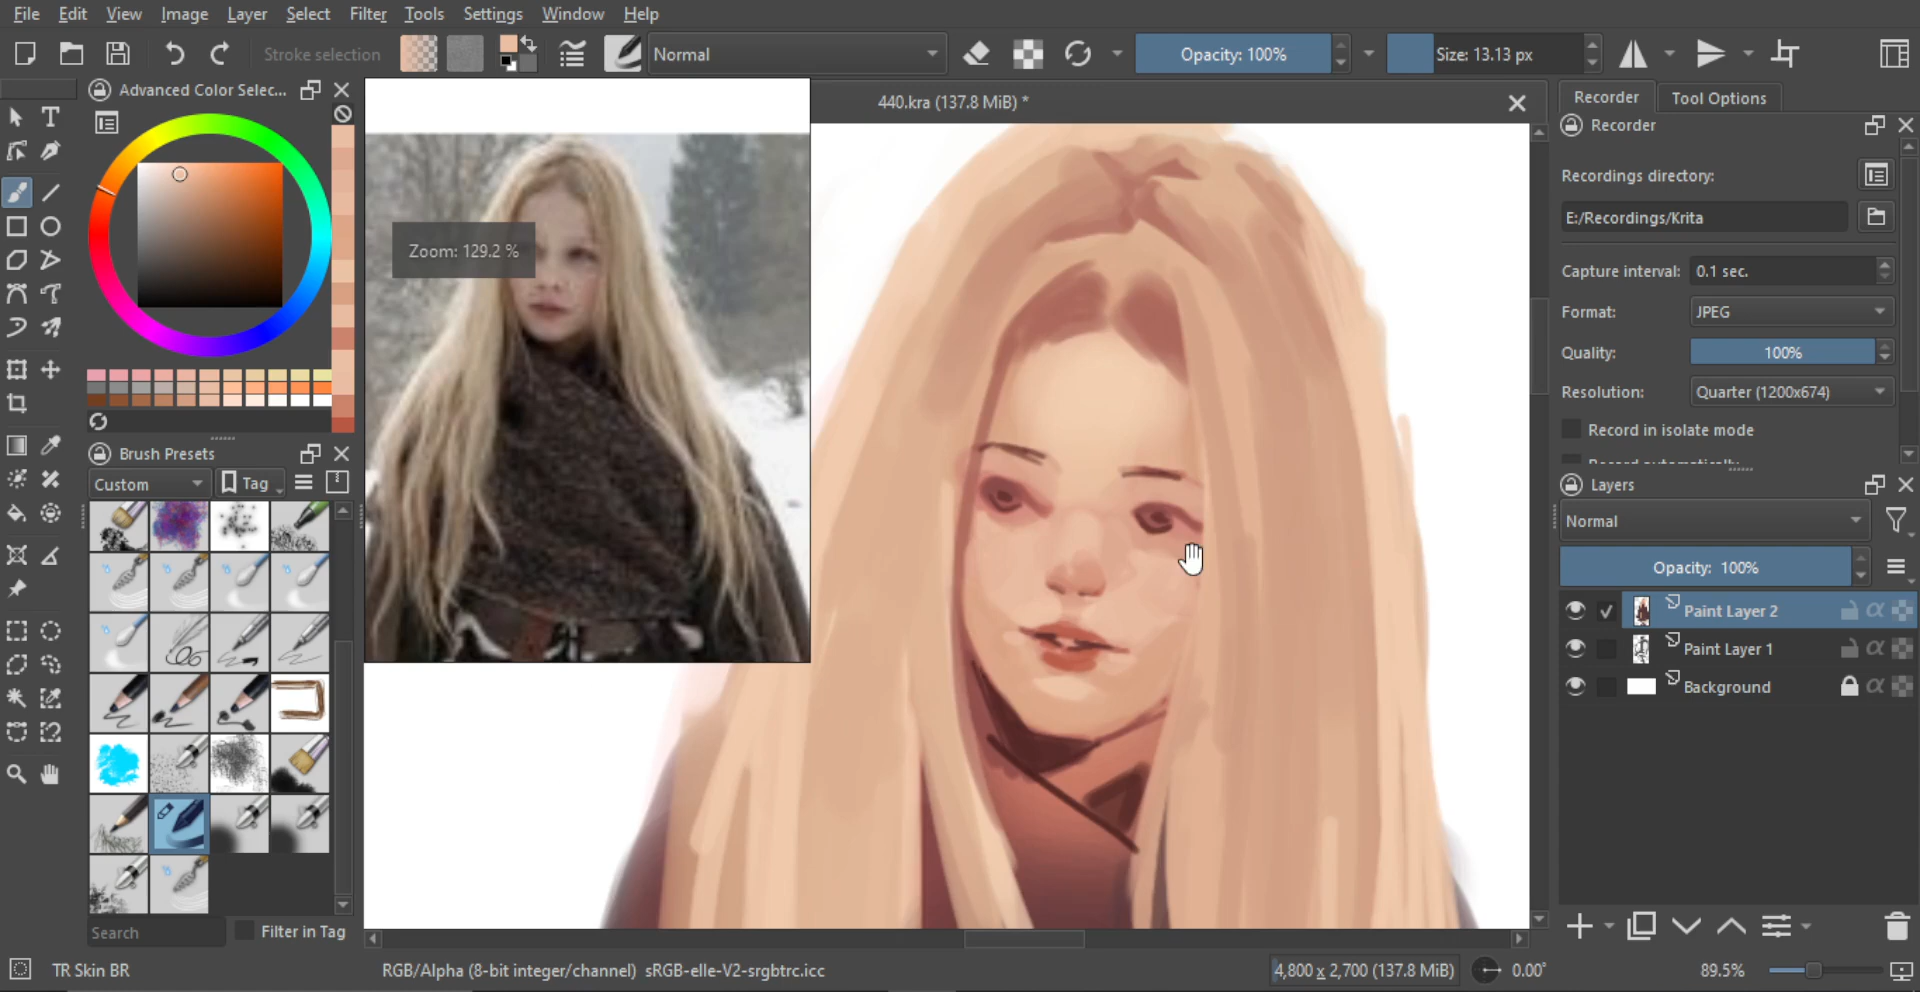 File Edit View Image Layer Select Filter Tools Settings Window Help
Stroke selection
Normal
Opacity: 100%
Size: 13.13 px
Advanced Color Selec...
440.kra (137.8 MiB) *
Recorder
Tool Options
Recorder
Recordings directory:
E:/Recordings/Krita
Zoom: 129.2 %
Capture interval: 0.1 sec.
Format: JPEG
Quality: 100%
Resolution: Quarter (1200x674)
Record in isolate mode
Record automatically
Brush Presets
Custom
Tag
Layers
Normal
Opacity: 100%
Paint Layer 2
Paint Layer 1
Background
Search
Filter in Tag
TR Skin BR
RGB/Alpha (8-bit integer/channel) sRGB-elle-V2-srgbtrc.icc
4,800 x 2,700 (137.8 MiB)
0.00°
89.5%